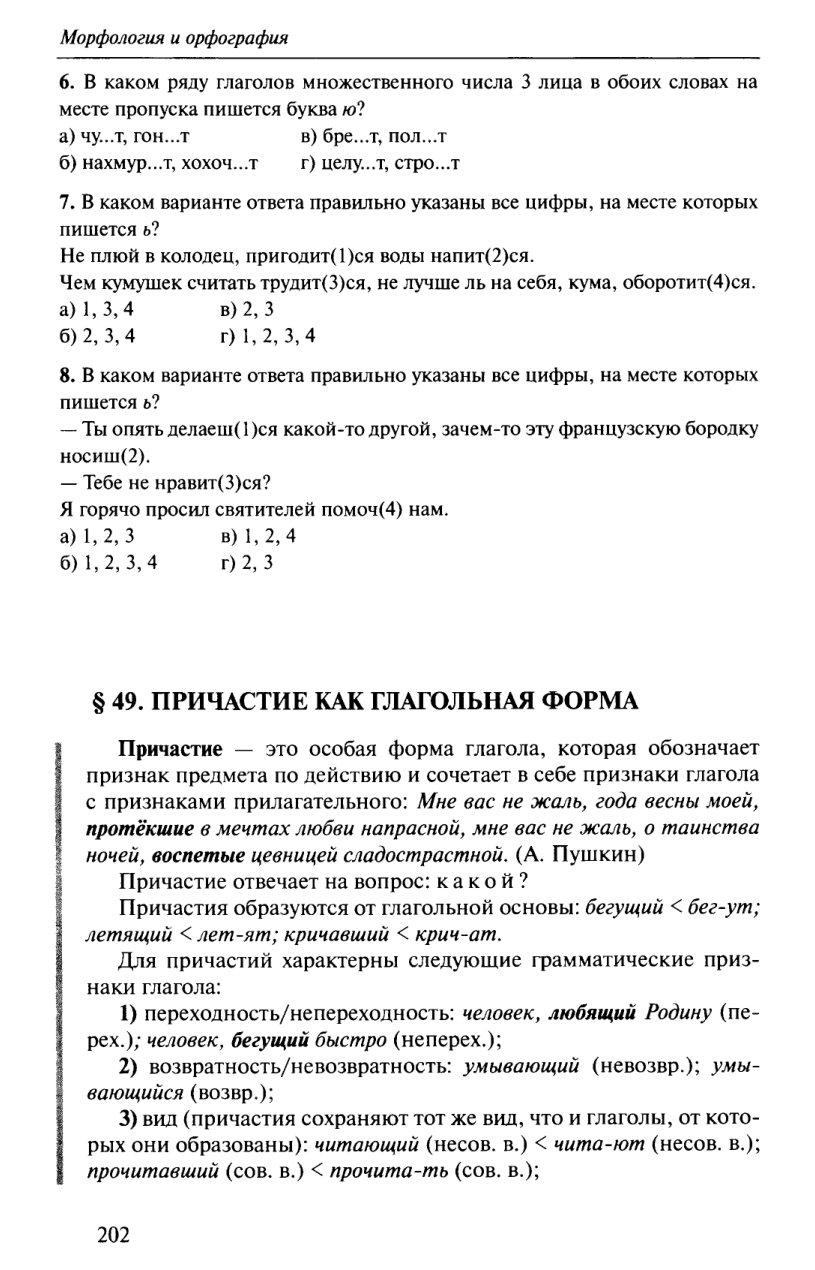 Морфология и орфография
6. В каком ряду глаголов множественного числа 3 лица в обоих словах на
месте пропуска пишется буква ю?
а) чу...т, гон...т в) бре...т, пол...т
б) нахмур...т, хохоч...т г) целу...т, стро...т
7. В каком варианте ответа правильно указаны все цифры, на месте которых
пишется ь?
Не плюй в колодец, пригодит(1)ся воды напит(2)ся.
Чем кумушек считать трудит(3)ся, не лучше ль на себя, кума, оборотит(4)ся.
а) 1, 3, 4 в) 2, 3
б) 2, 3, 4 г) 1, 2, 3, 4
8. В каком варианте ответа правильно указаны все цифры, на месте которых
пишется ь?
— Ты опять делаеш(1)ся какой-то другой, зачем-то эту французскую бородку
носиш(2).
— Тебе не нравит(3)ся?
Я горячо просил святителей помоч(4) нам.
а) 1, 2, 3 в) 1, 2, 4
б) 1, 2, 3, 4 г) 2, 3
§ 49. ПРИЧАСТИЕ КАК ГЛАГОЛЬНАЯ ФОРМА
Причастие — это особая форма глагола, которая обозначает
признак предмета по действию и сочетает в себе признаки глагола
с признаками прилагательного: Мне вас не жаль, года весны моей,
протёкшие в мечтах любви напрасной, мне вас не жаль, о таинства
ночей, воспетые цевницей сладострастной. (А. Пушкин)
Причастие отвечает на вопрос: какой?
Причастия образуются от глагольной основы: бегущий < бег-ут;
летящий < лет-ят; кричавший < крич-ат.
Для причастий характерны следующие грамматические приз-
наки глагола:
1) переходность/непереходность: человек, любящий Родину (пе-
рех.); человек, бегущий быстро (неперех.);
2) возвратность/невозвратность: умывающий (невозвр.); умы-
вающийся (возвр.);
3) вид (причастия сохраняют тот же вид, что и глаголы, от кото-
рых они образованы): читающий (несов. в.) < чита-ют (несов. в.);
прочитавший (сов. в.) < прочита-ть (сов. в.);
202